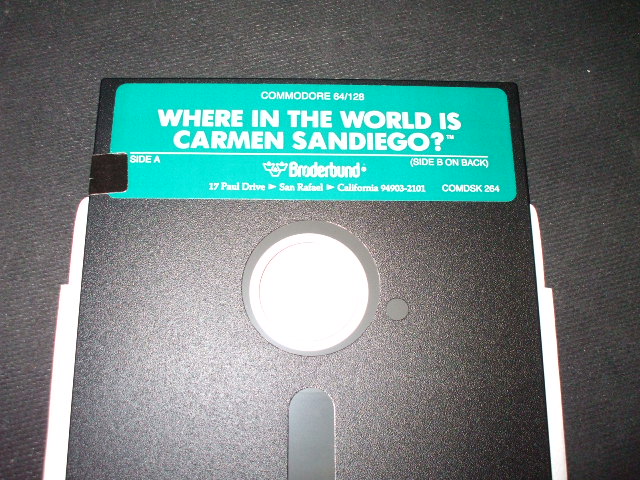 COMMODORE 64/128
WHERE IN THE WORLD IS
CARMEN SANDIEGO?™
SIDE A
(SIDE B ON BACK)
Brøderbund®
17 Paul Drive ► San Rafael ► California 94903-2101 COMDSK 264